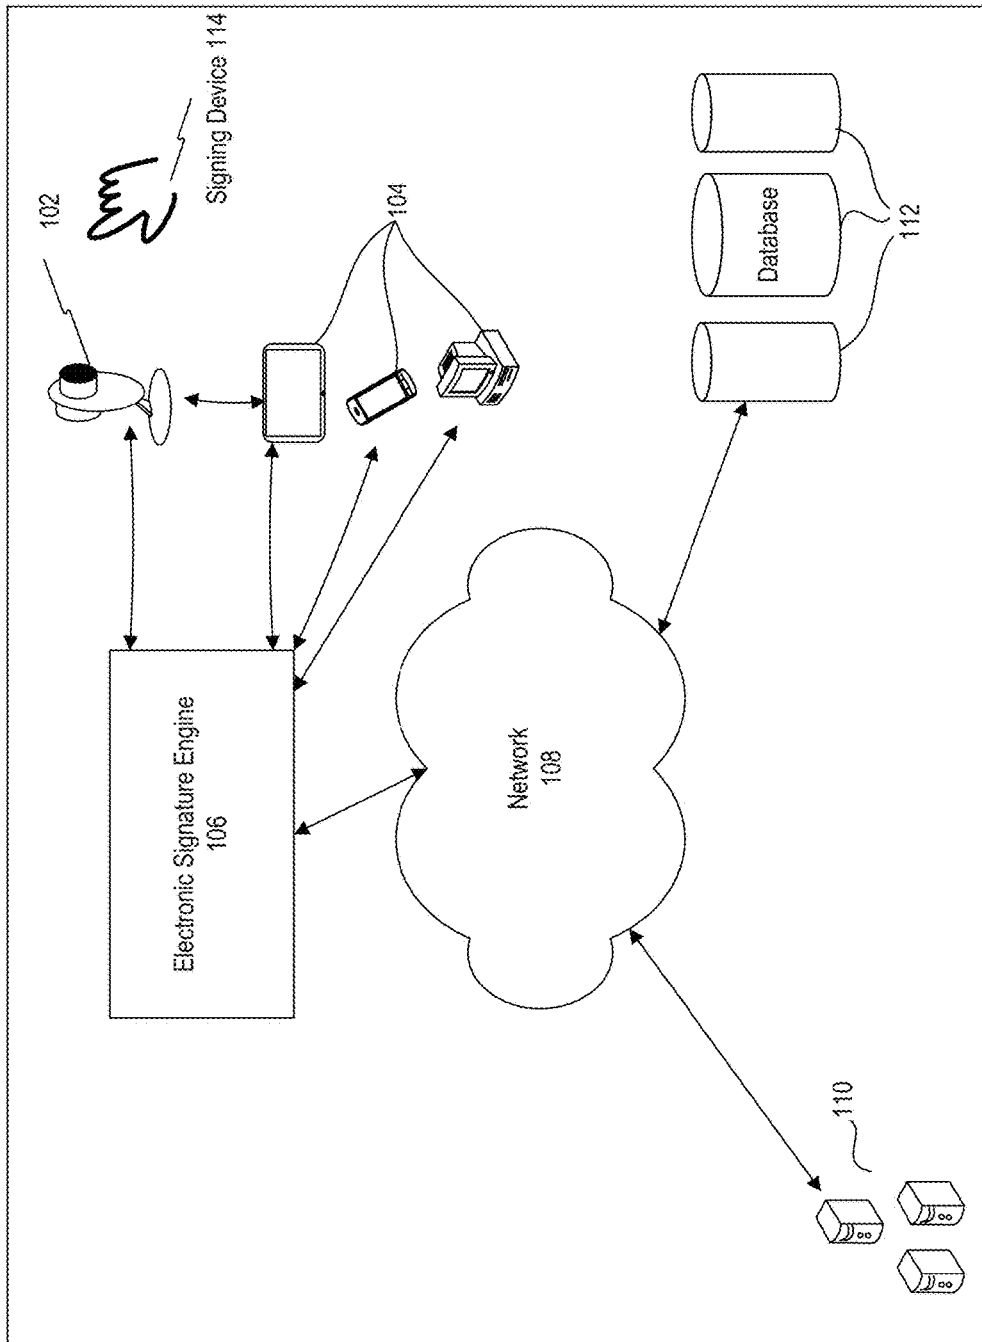 102
Signing Device 114
104
Electronic Signature Engine
106
Network
108
Database
112
110